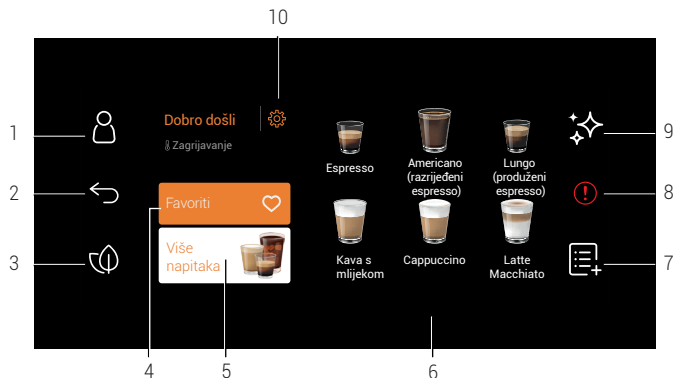 10
1
2
3
Dobro došli
Zagrijavanje
Favoriti
Više
napitaka
Espresso
Americano
(razrijeđeni
espresso)
Lungo
(produženi
espresso)
Kava s
mlijekom
Cappuccino
Latte
Macchiato
9
8
7
4
5
6